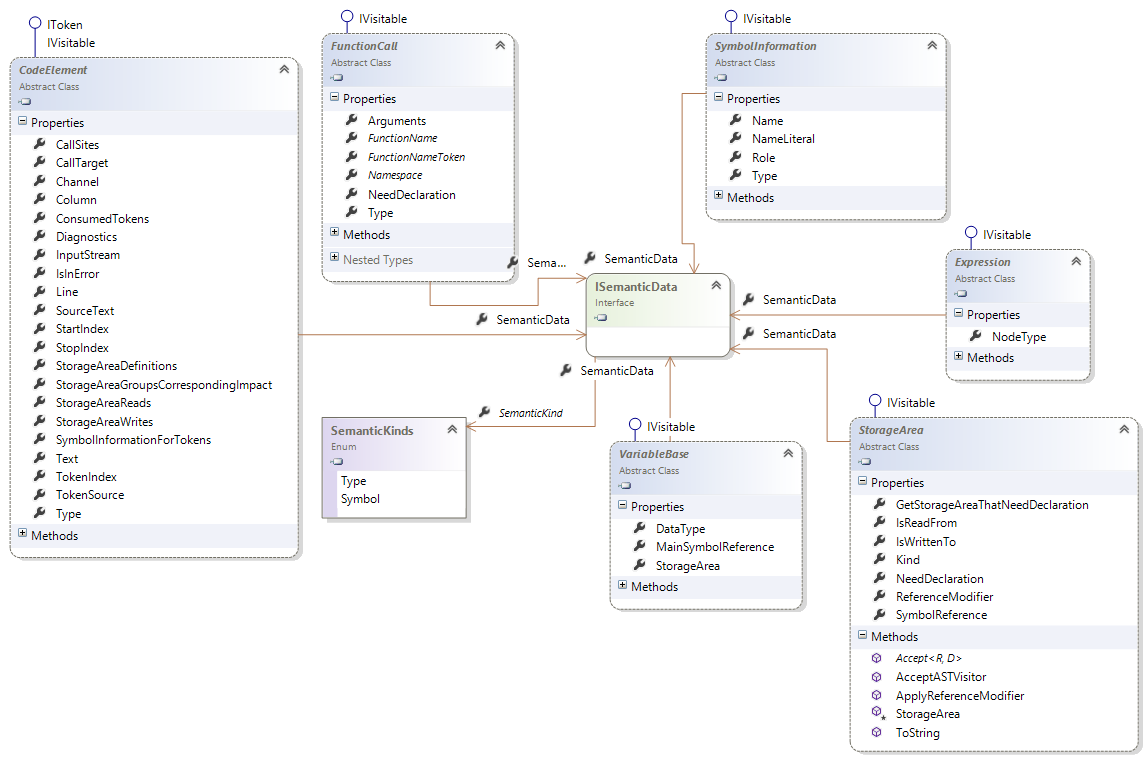 IToken
IVisitable
CodeElement
Abstract Class
Properties
CallSites
CallTarget
Channel
Column
ConsumedTokens
Diagnostics
InputStream
IsInError
Line
SourceText
StartIndex
StopIndex
StorageAreaDefinitions
StorageAreaGroupsCorrespondingImpact
StorageAreaReads
StorageAreaWrites
SymbolInformationForTokens
Text
TokenIndex
TokenSource
Type
Methods
IVisitable
FunctionCall
Abstract Class
Properties
Arguments
FunctionName
FunctionNameToken
Namespace
NeedDeclaration
Type
Methods
Nested Types
IVisitable
SymbolInformation
Abstract Class
Properties
Name
NameLiteral
Role
Type
Methods
Sema...
SemanticData
SemanticData
ISemanticData
Interface
SemanticData
SemanticData
SemanticData
IVisitable
Expression
Abstract Class
Properties
NodeType
Methods
SemanticKind
SemanticKinds
Enum
Type
Symbol
IVisitable
VariableBase
Abstract Class
Properties
DataType
MainSymbolReference
StorageArea
Methods
IVisitable
StorageArea
Abstract Class
Properties
GetStorageAreaThatNeedDeclaration
IsReadFrom
IsWrittenTo
Kind
NeedDeclaration
ReferenceModifier
SymbolReference
Methods
Accept<R, D>
AcceptASTVisitor
ApplyReferenceModifier
StorageArea
ToString